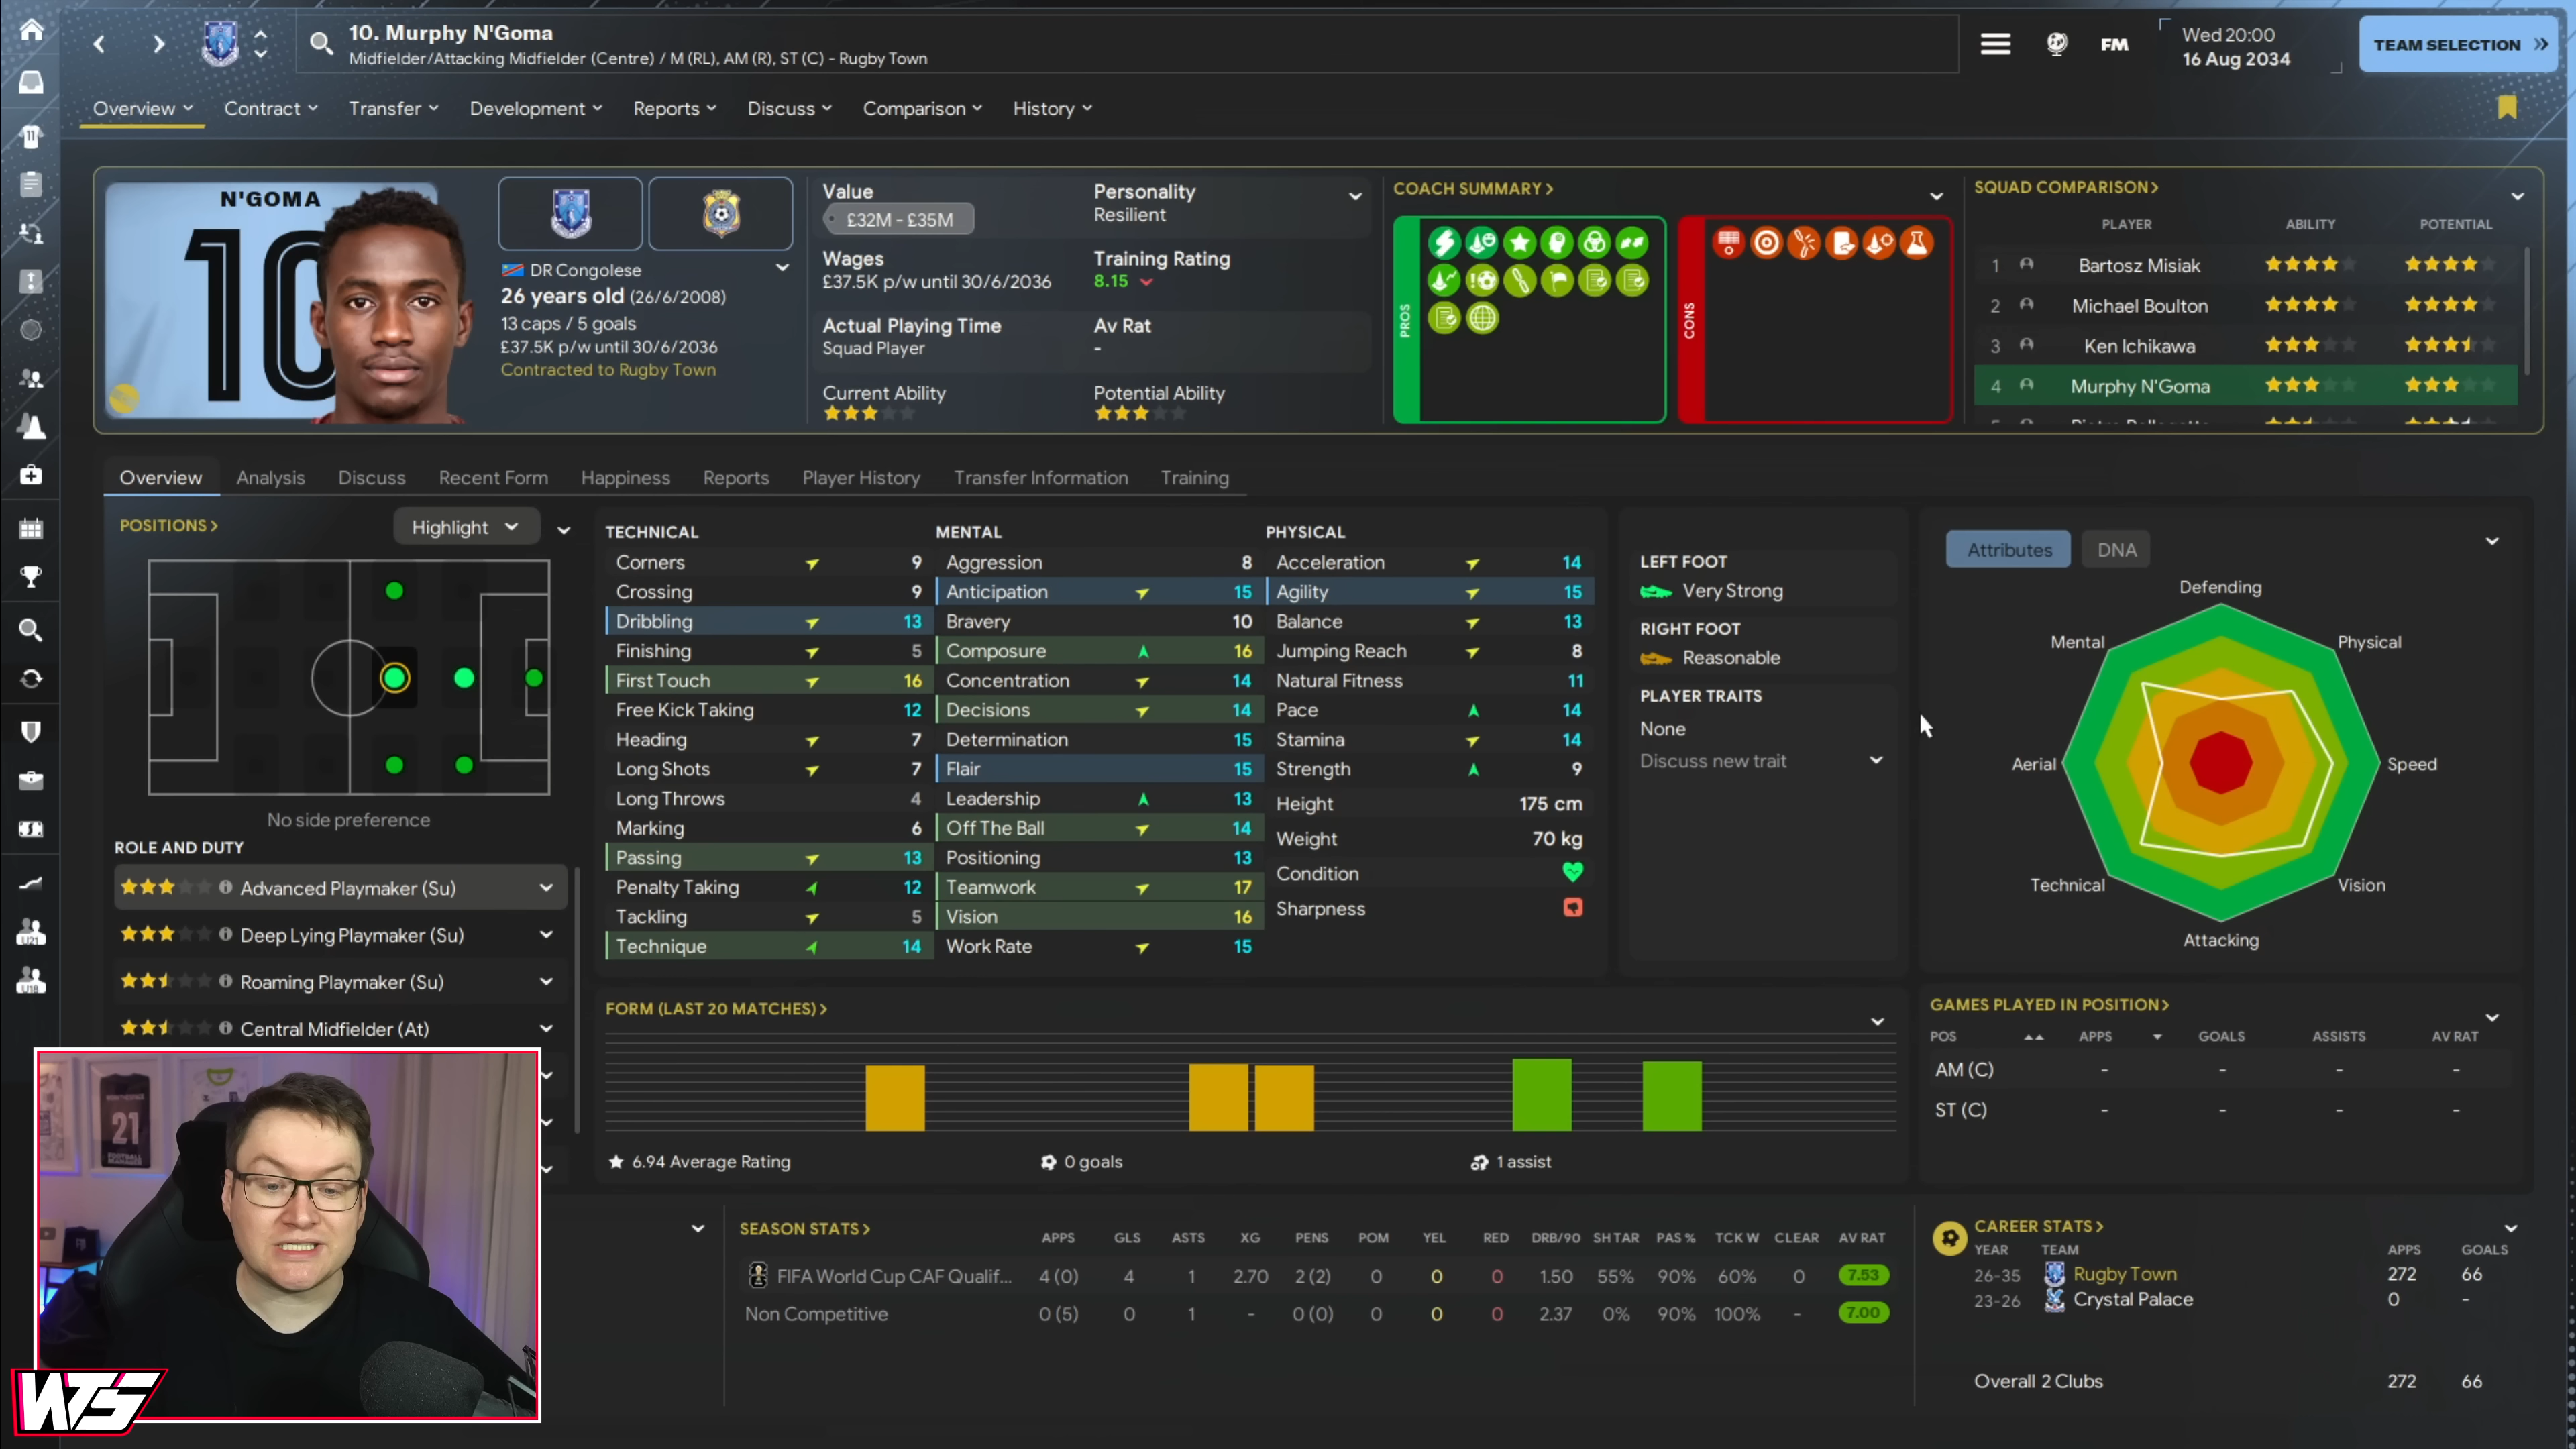 10. Murphy N'Goma
Midfielder/Attacking Midfielder (Centre) / M (RL), AM (R), ST (C) - Rugby Town
FM
Wed 20:00
16 Aug 2034
TEAM SELECTION
Overview Contract Transfer Development Reports Discuss Comparison History
N'GOMA
10
DR Congolese
26 years old (26/6/2008)
13 caps / 5 goals
£37.5K p/w until 30/6/2036
Contracted to Rugby Town
Value
£32M - £35M
Personality
Resilient
Wages
£37.5K p/w until 30/6/2036
Training Rating
8.15
Actual Playing Time
Squad Player
Av Rat
-
Current Ability
Potential Ability
COACH SUMMARY >
PROS
CONS
SQUAD COMPARISON >
PLAYER ABILITY POTENTIAL
1 Bartosz Misiak
2 Michael Boulton
3 Ken Ichikawa
4 Murphy N'Goma
Overview Analysis Discuss Recent Form Happiness Reports Player History Transfer Information Training
POSITIONS >
Highlight
No side preference
ROLE AND DUTY
Advanced Playmaker (Su)
Deep Lying Playmaker (Su)
Roaming Playmaker (Su)
Central Midfielder (At)
TECHNICAL
Corners 9
Crossing 9
Dribbling 13
Finishing 5
First Touch 16
Free Kick Taking 12
Heading 7
Long Shots 7
Long Throws 4
Marking 6
Passing 13
Penalty Taking 12
Tackling 5
Technique 14
MENTAL
Aggression 8
Anticipation 15
Bravery 10
Composure 16
Concentration 14
Decisions 14
Determination 15
Flair 15
Leadership 13
Off The Ball 14
Positioning 13
Teamwork 17
Vision 16
Work Rate 15
PHYSICAL
Acceleration 14
Agility 15
Balance 13
Jumping Reach 8
Natural Fitness 11
Pace 14
Stamina 14
Strength 9
Height 175 cm
Weight 70 kg
Condition
Sharpness
LEFT FOOT
Very Strong
RIGHT FOOT
Reasonable
PLAYER TRAITS
None
Discuss new trait
Attributes DNA
Defending
Mental Physical
Aerial Speed
Technical Vision
Attacking
FORM (LAST 20 MATCHES) >
6.94 Average Rating 0 goals 1 assist
GAMES PLAYED IN POSITION >
POS APPS GOALS ASSISTS AV RAT
AM (C) - - - -
ST (C) - - - -
SEASON STATS > APPS GLS ASTS XG PENS POM YEL RED DRB/90 SH TAR PAS % TCK W CLEAR AV RAT
FIFA World Cup CAF Qualif... 4 (0) 4 1 2.70 2 (2) 0 0 0 1.50 55% 90% 60% 0 7.53
Non Competitive 0 (5) 0 1 - 0 (0) 0 0 0 2.37 0% 90% 100% - 7.00
CAREER STATS >
YEAR TEAM APPS GOALS
26-35 Rugby Town 272 66
23-26 Crystal Palace 0 -
Overall 2 Clubs 272 66
11
U21
U18
21
WTS